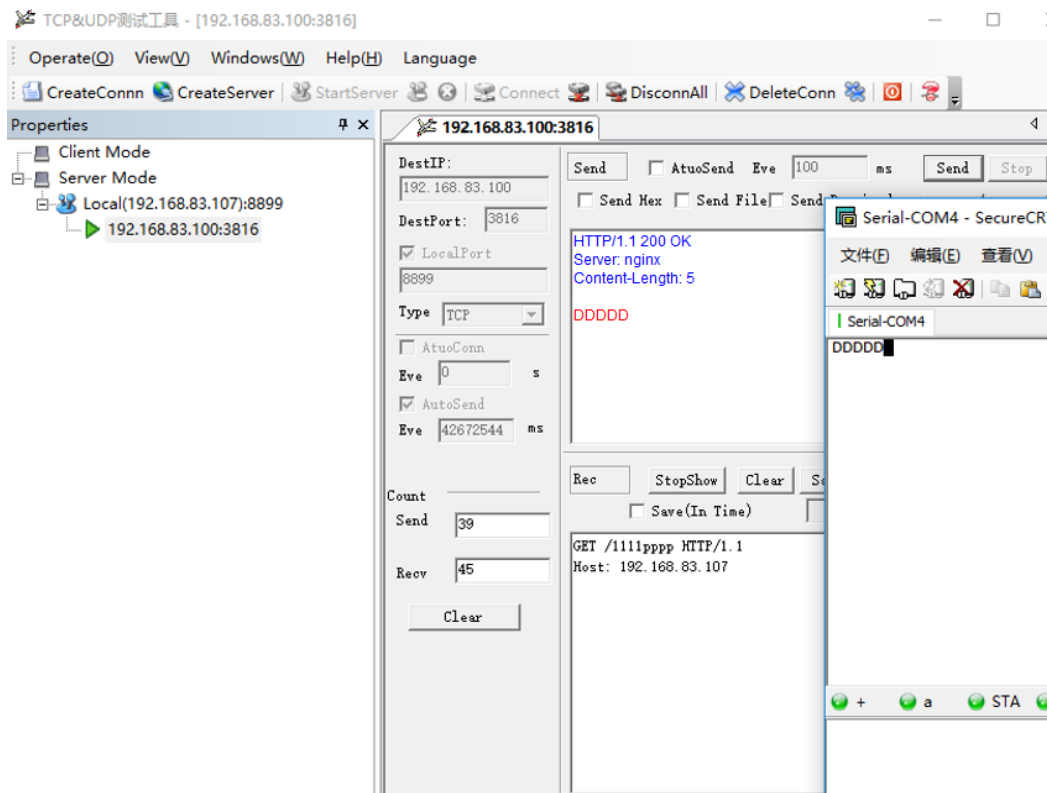 TCP&UDP测试工具 - [192.168.83.100:3816]
Operate(O) View(V) Windows(W) Help(H) Language
CreateConnn CreateServer StartServer Connect DisconnAll DeleteConn
Properties
Client Mode
Server Mode
Local(192.168.83.107):8899
192.168.83.100:3816
192.168.83.100:3816
DestIP:
192.168.83.100
DestPort: 3816
LocalPort
8899
Type TCP
AtuoConn
Eve 0 s
AutoSend
Eve 42672544 ms
Count
Send 39
Recv 45
Clear
Send AtuoSend Eve 100 ms Send Stop
Send Hex Send File Send
HTTP/1.1 200 OK
Server: nginx
Content-Length: 5
DDDDD
Rec StopShow Clear
Save(In Time)
GET /1111pppp HTTP/1.1
Host: 192.168.83.107
Serial-COM4 - SecureCR
文件(F) 编辑(E) 查看(V)
Serial-COM4
DDDDD
+ a STA